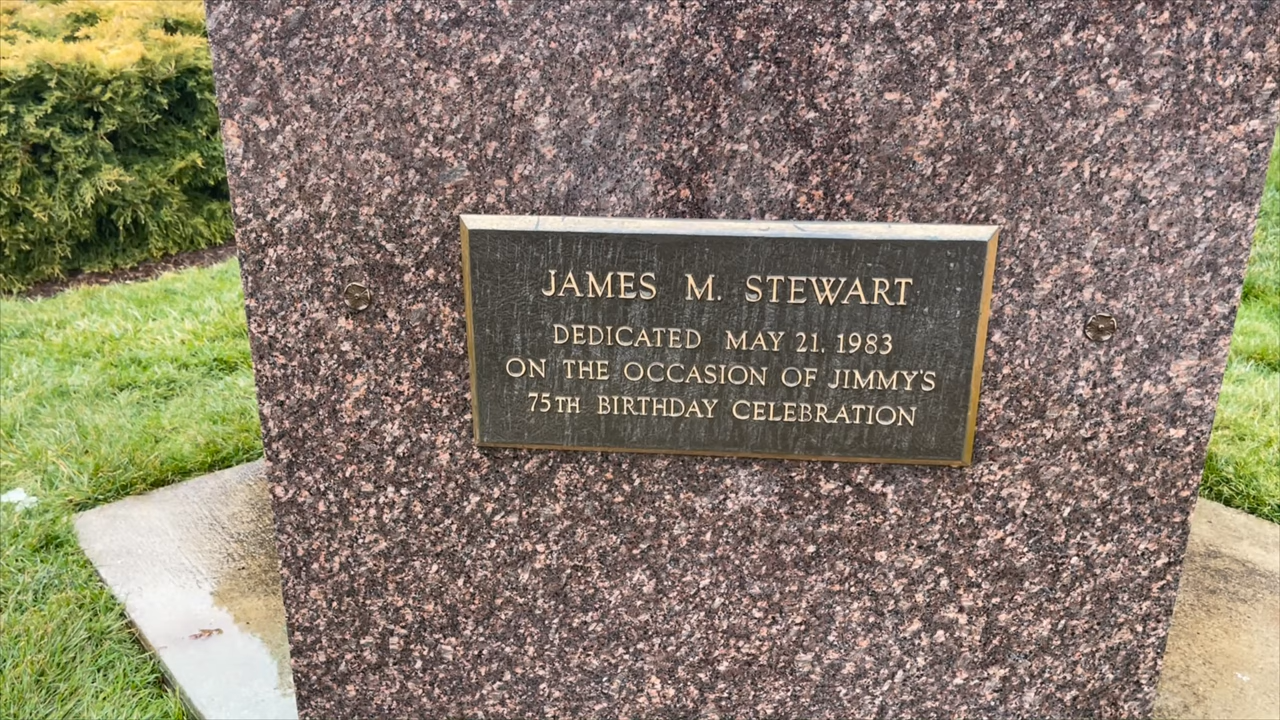 JAMES M. STEWART
DEDICATED MAY 21, 1983
ON THE OCCASION OF JIMMY'S
75TH BIRTHDAY CELEBRATION